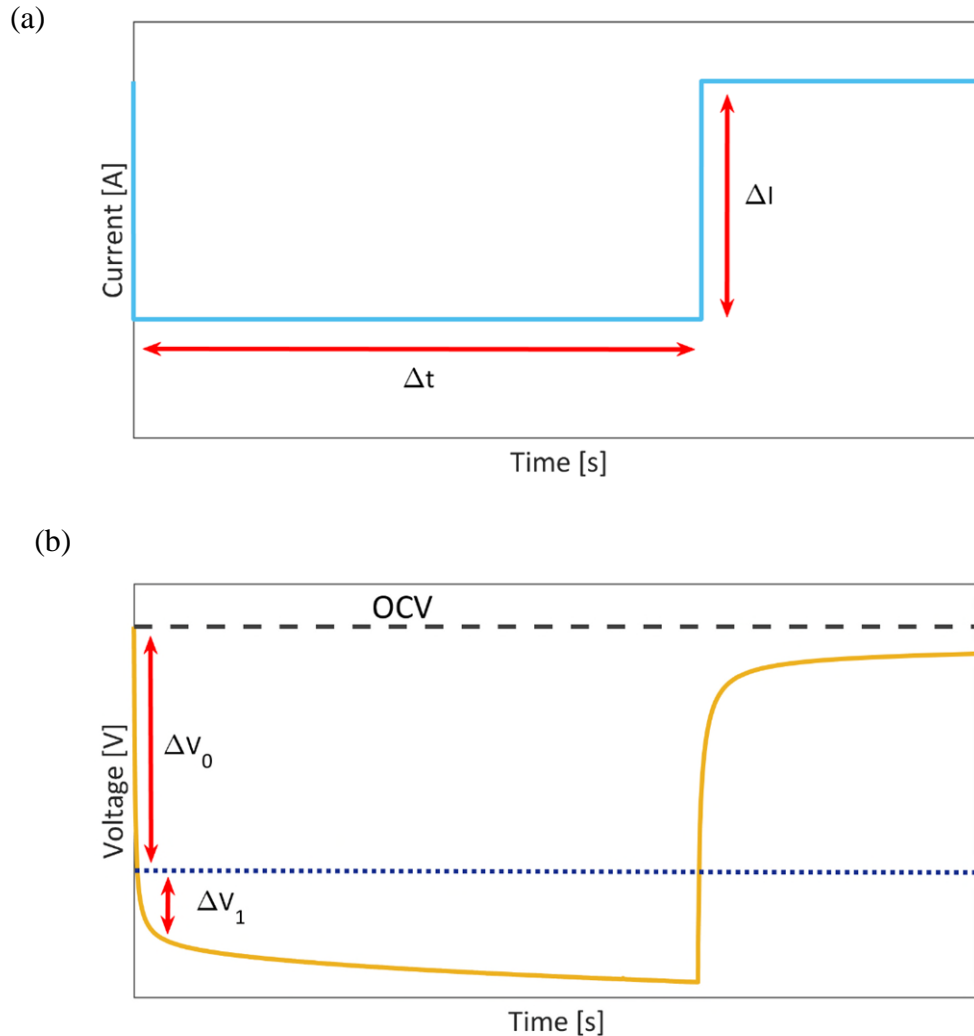 (a)
Current [A]
ΔI
Δt
Time [s]
(b)
OCV
Voltage [V]
ΔV₀
ΔV₁
Time [s]